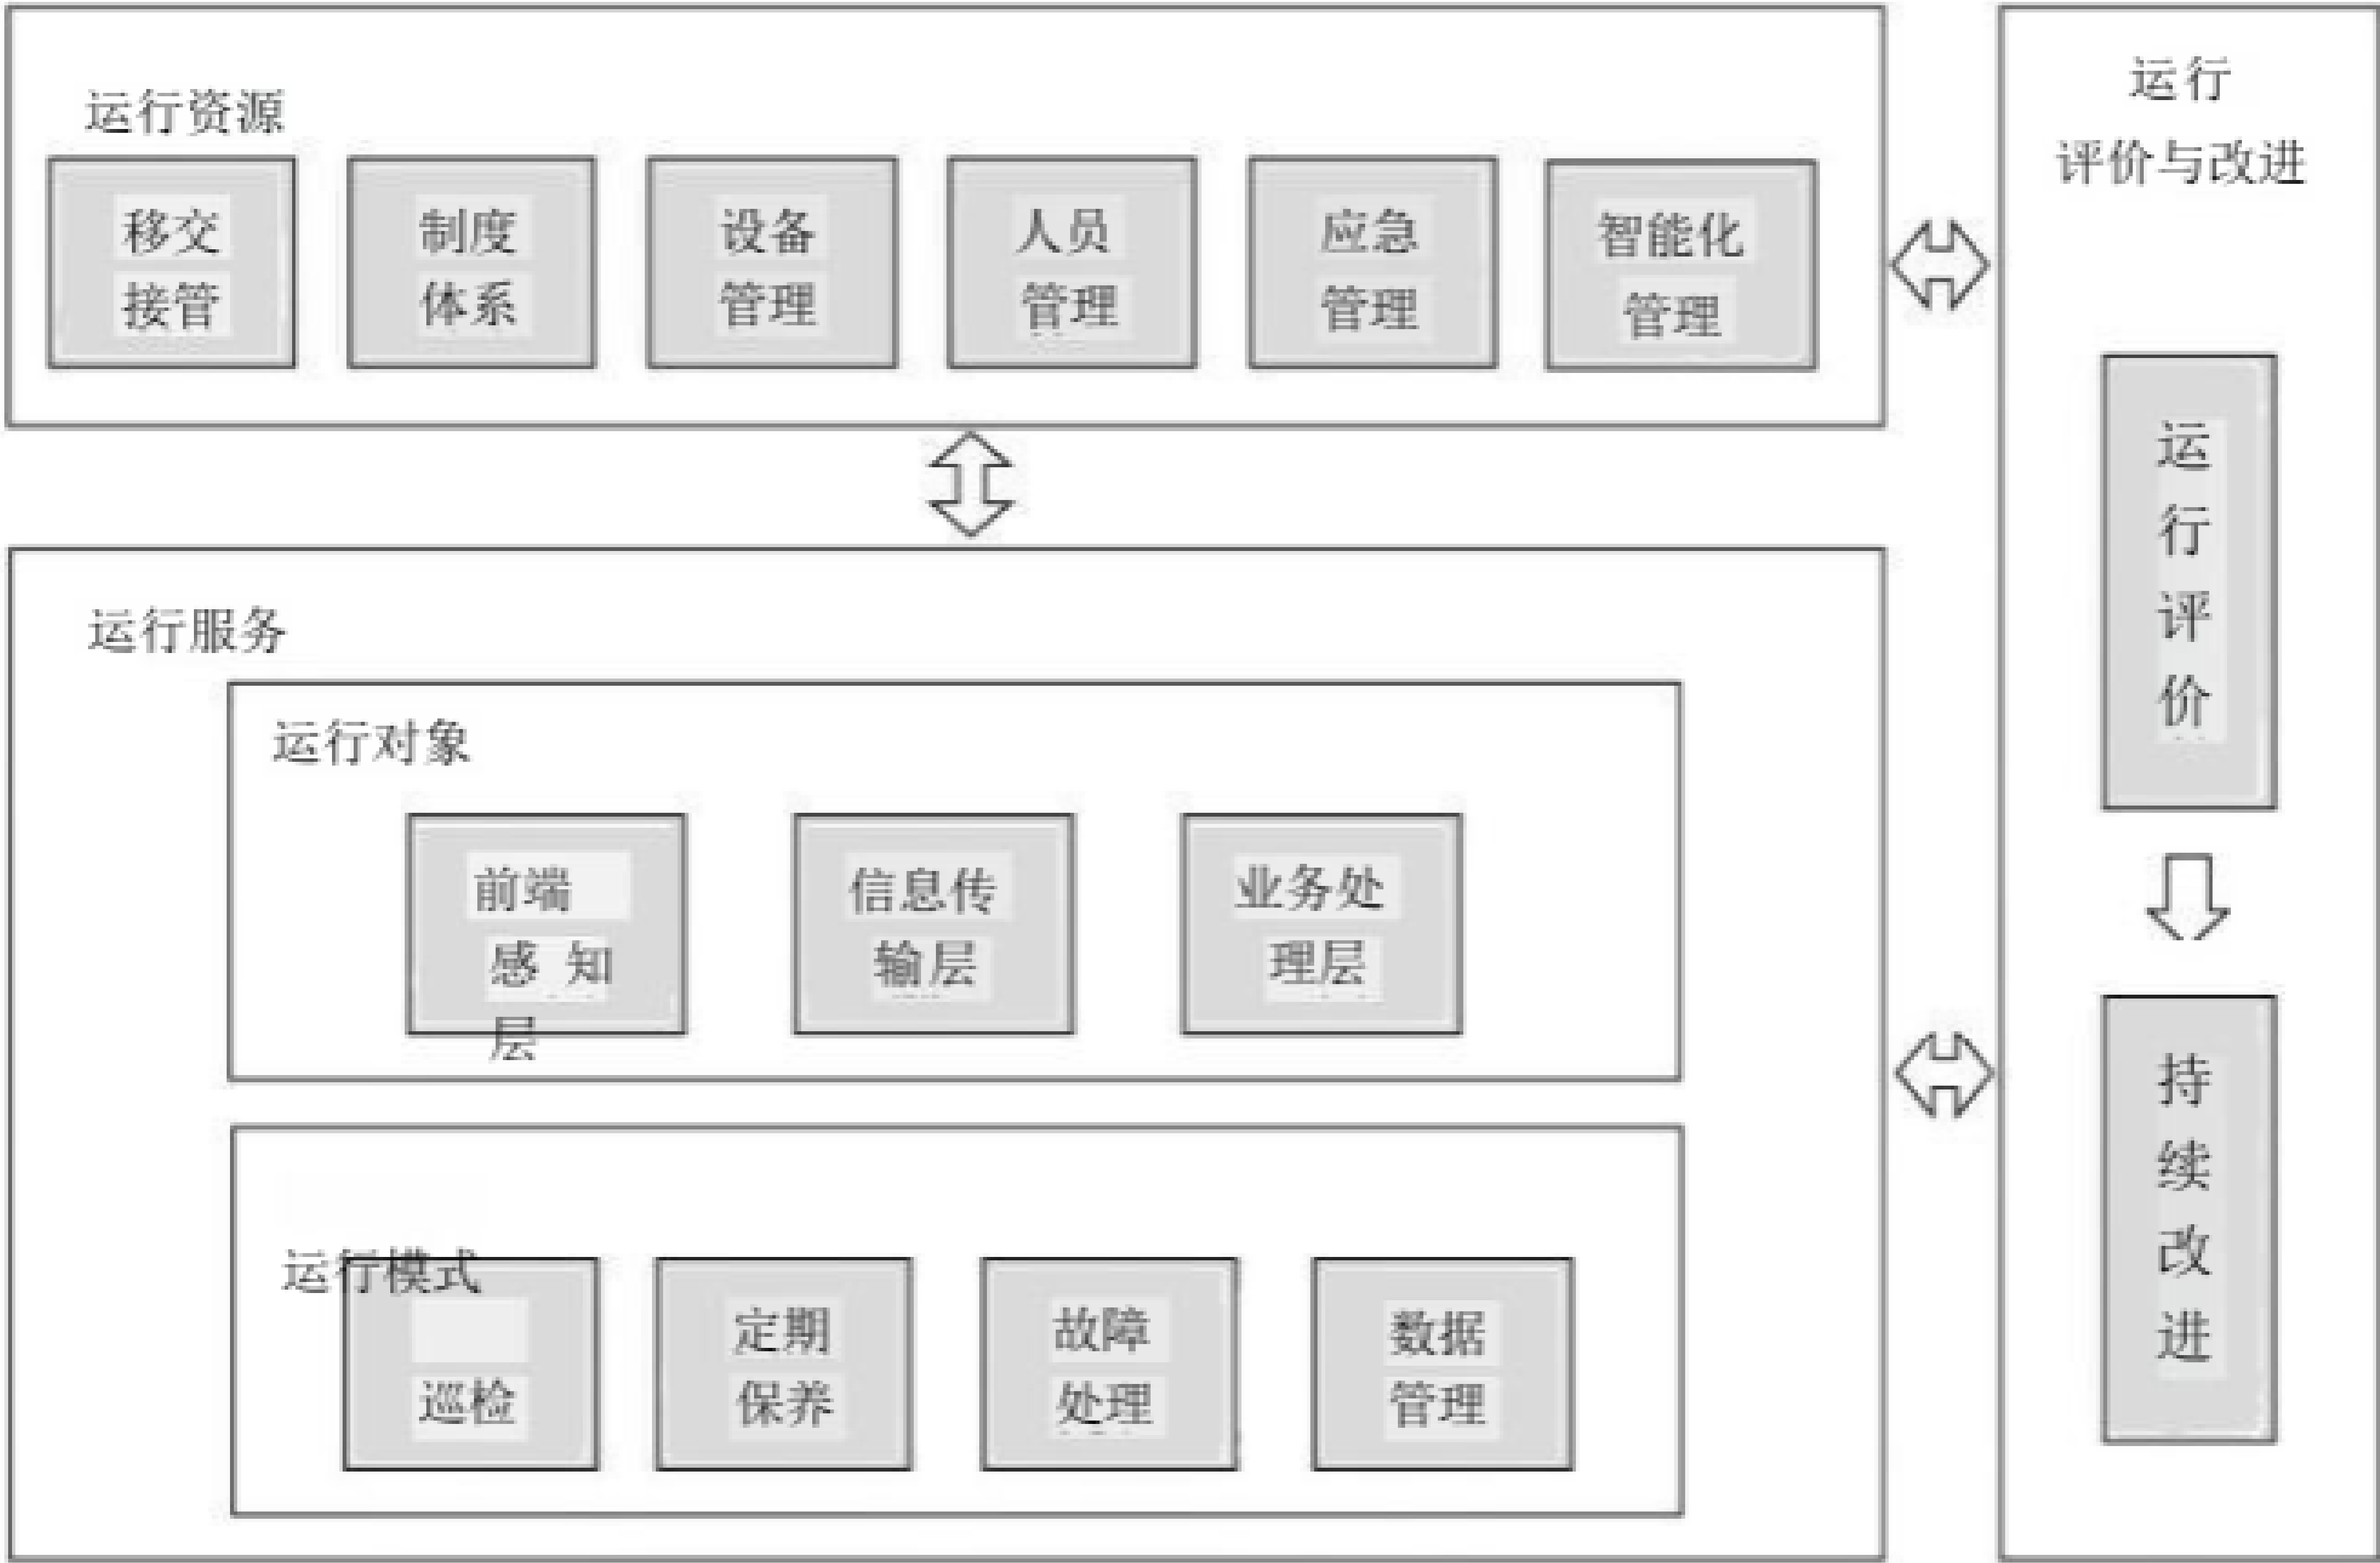 运行资源
移交
接管
制度
体系
设备
管理
人员
管理
应急
管理
智能化
管理
运行服务
运行对象
前端
感 知
层
信息传
输层
业务处
理层
运行模式
巡检
定期
保养
故障
处理
数据
管理
运行
评价与改进
运
行
评
价
持
续
改
进